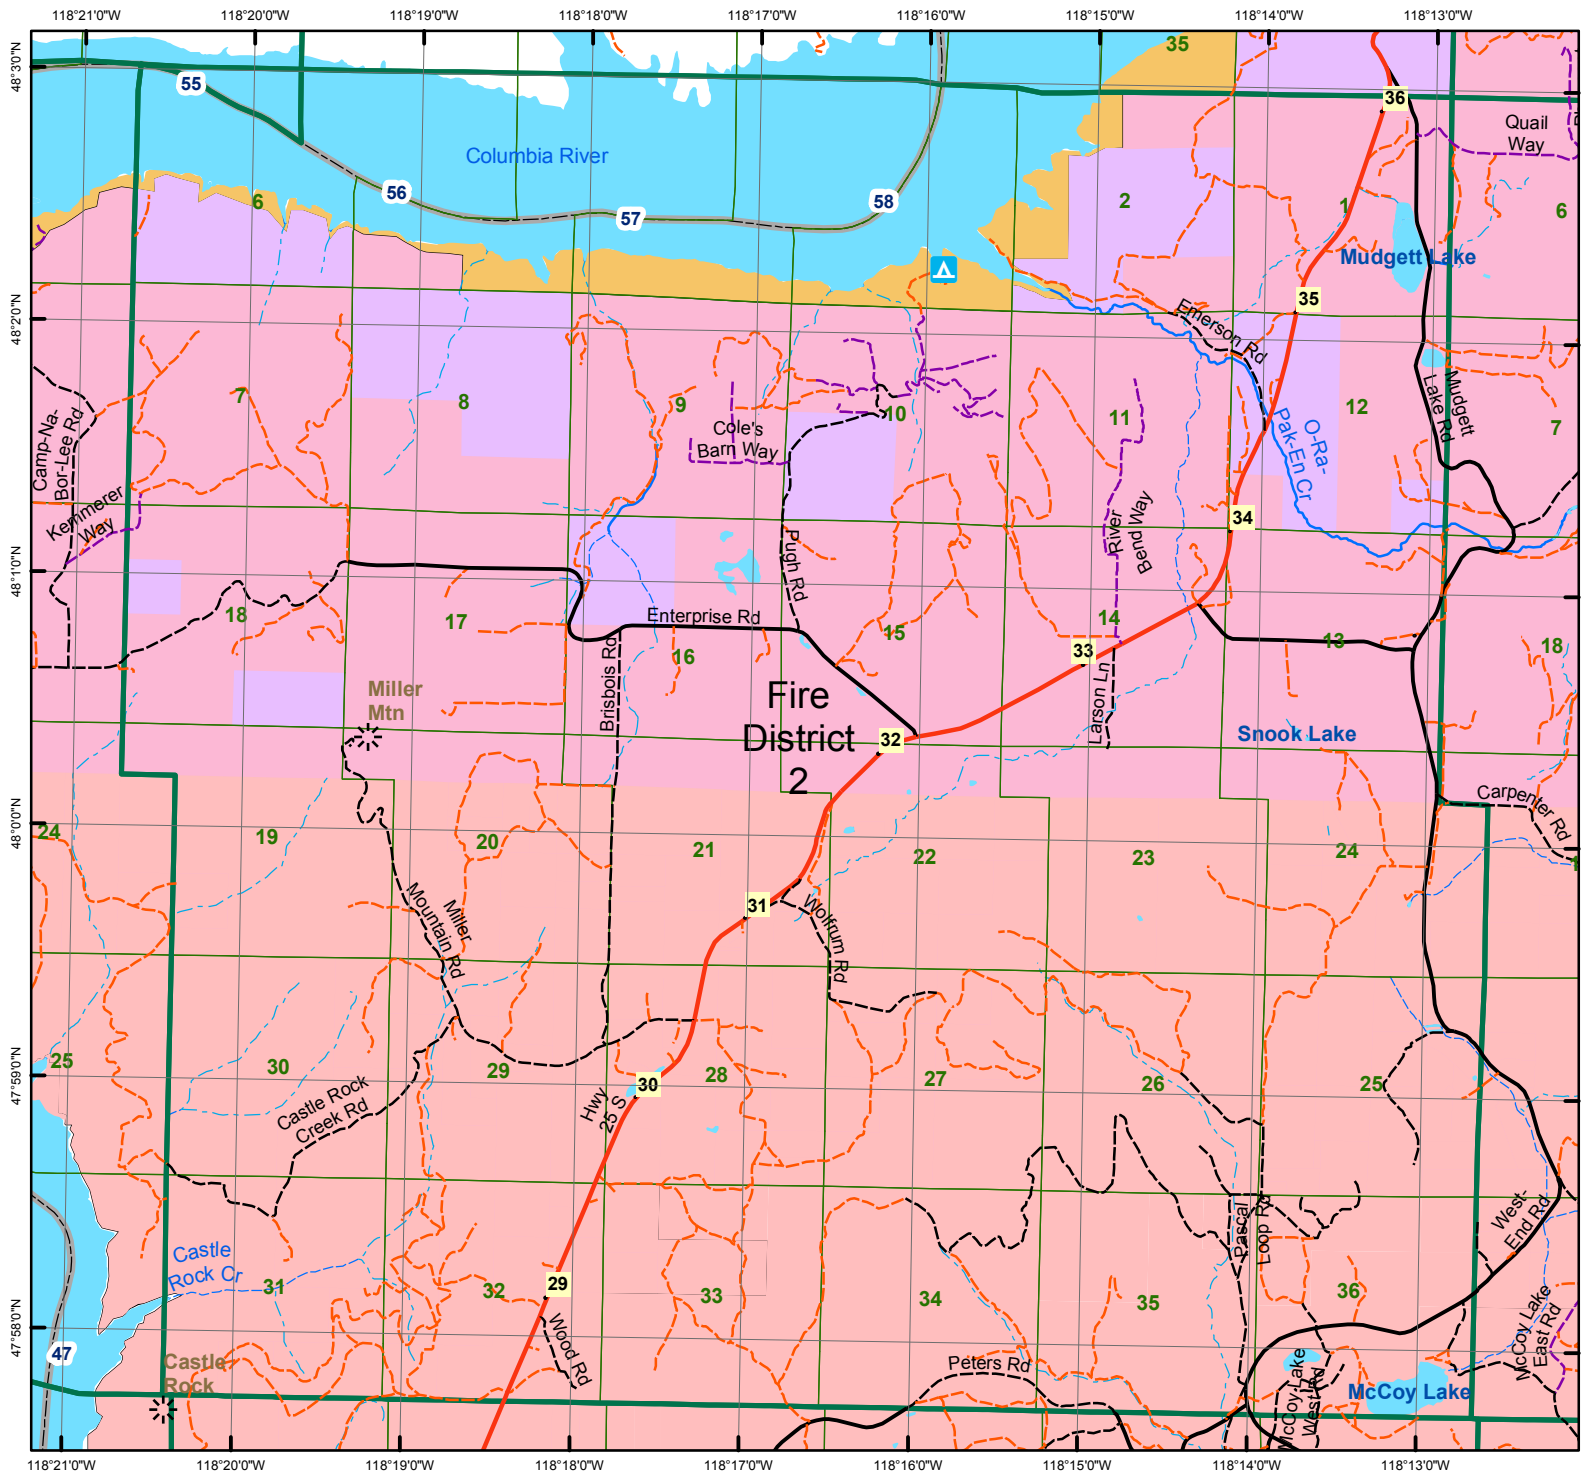 118°21'0"W 118°20'0"W 118°19'0"W 118°18'0"W 118°17'0"W 118°16'0"W 118°15'0"W 118°14'0"W 118°13'0"W
48°3'0"N
35
55
36
Quail
Way
Columbia River
56
57
58
6
2
1
6
Mudgett Lake
35
48°2'0"N
Emerson Rd
7
8
9
10
11
12
7
Camp-Na-
Bor-Lee Rd
Cole's
Barn Way
Mudgett
Lake Rd
O-Ra-
Pak-En Cr
Kemmerer
Way
34
River
Bend Way
Pugh Rd
48°1'0"N
18
17
Enterprise Rd
16
15
14
13
18
33
Brisbois Rd
Larson Ln
Miller
Mtn
Fire
District
2
32
Snook Lake
Carpenter Rd
48°0'0"N
24
19
20
21
22
23
24
31
Miller
Mountain Rd
Wolfrum Rd
47°59'0"N
25
30
29
30
28
27
26
25
Castle Rock
Creek Rd
Hwy
25 S
Pascal
Loop Rd
West-
End Rd
Castle
Rock Cr
31
32
29
33
34
35
36
47°58'0"N
47
Wood Rd
McCoy Lake
East Rd
Castle
Rock
Peters Rd
McCoy Lake
West Rd
McCoy Lake
118°21'0"W 118°20'0"W 118°19'0"W 118°18'0"W 118°17'0"W 118°16'0"W 118°15'0"W 118°14'0"W 118°13'0"W